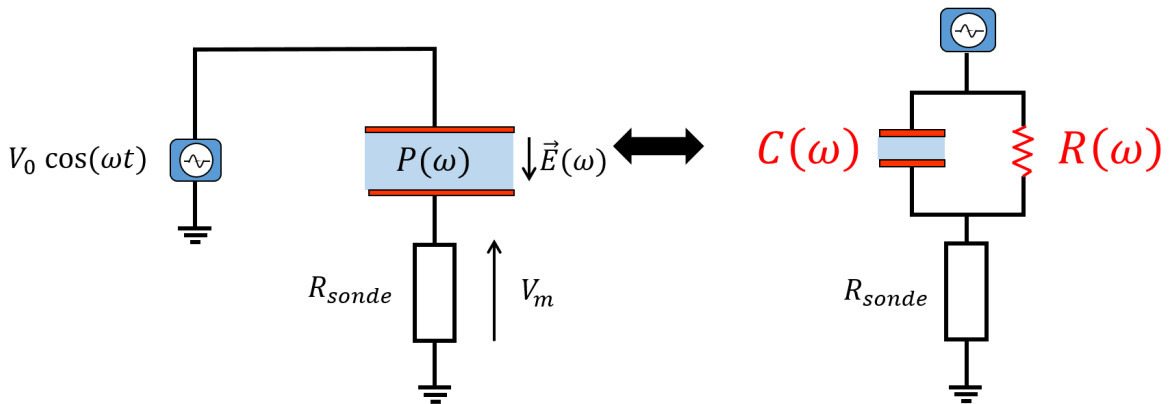 V₀ cos(ωt)
P(ω)
E⃗(ω)
R_sonde
V_m
C(ω)
R(ω)
R_sonde